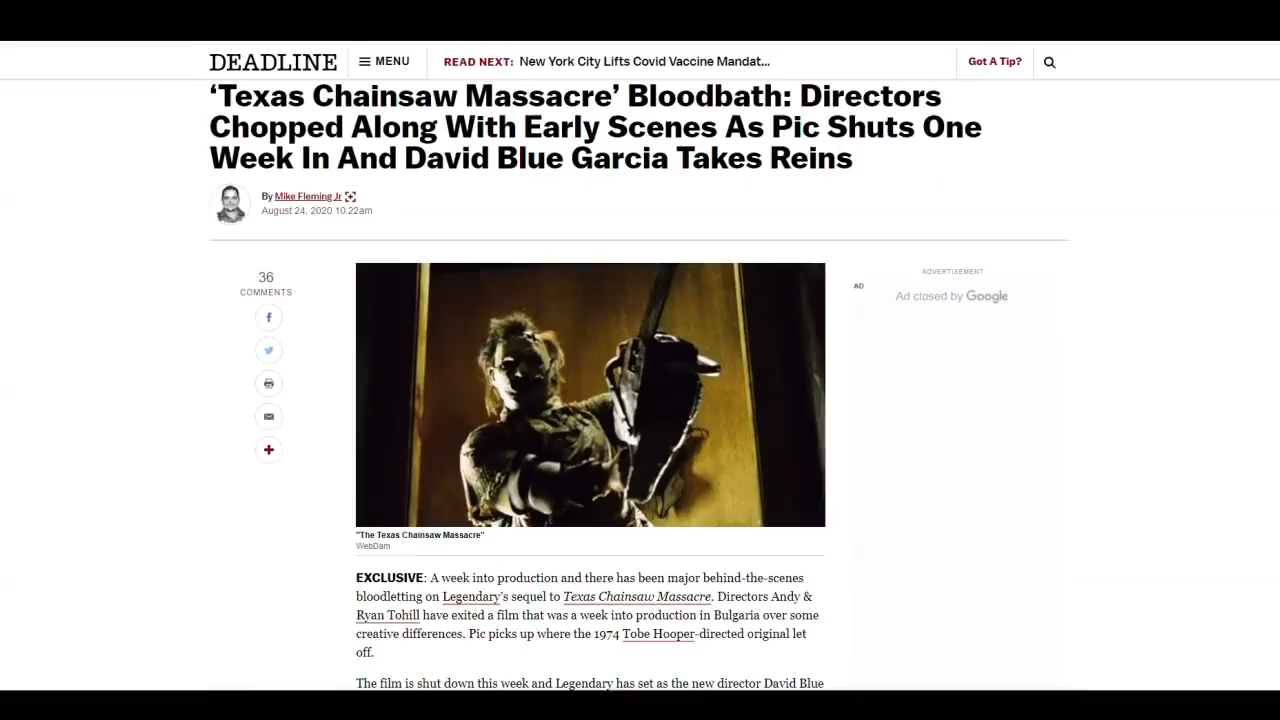 DEADLINE
MENU
READ NEXT: New York City Lifts Covid Vaccine Mandat...
Got A Tip?
‘Texas Chainsaw Massacre’ Bloodbath: Directors
Chopped Along With Early Scenes As Pic Shuts One
Week In And David Blue Garcia Takes Reins
By Mike Fleming Jr
August 24, 2020 10:22am
36
COMMENTS
ADVERTISEMENT
AD
Ad closed by Google
"The Texas Chainsaw Massacre"
WebDam
EXCLUSIVE: A week into production and there has been major behind-the-scenes
bloodletting on Legendary’s sequel to Texas Chainsaw Massacre. Directors Andy &
Ryan Tohill have exited a film that was a week into production in Bulgaria over some
creative differences. Pic picks up where the 1974 Tobe Hooper-directed original let
off.
The film is shut down this week and Legendary has set as the new director David Blue